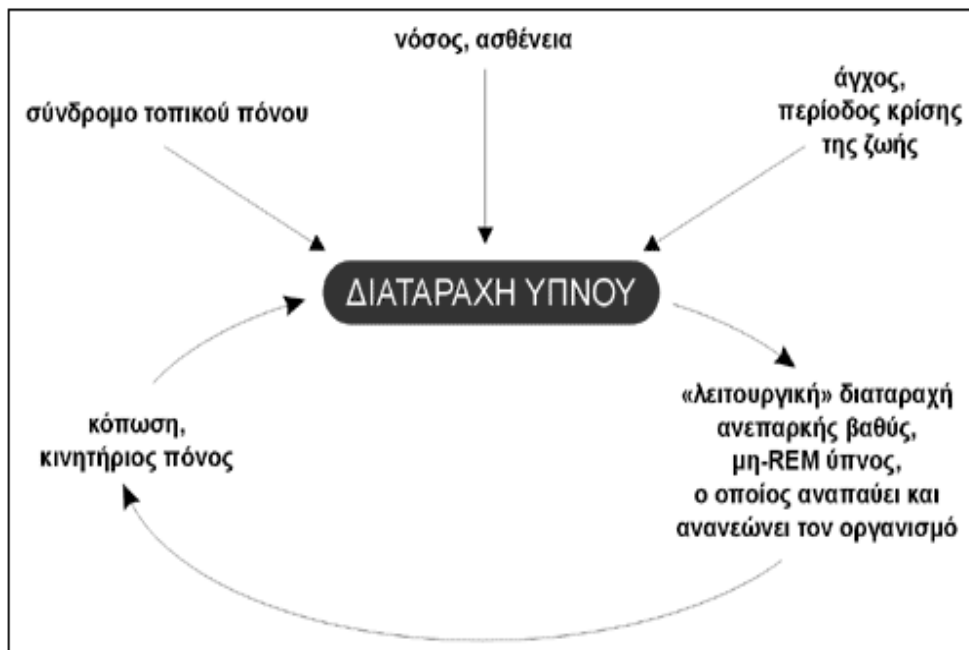 νόσος, ασθένεια
σύνδρομο τοπικού πόνου
άγχος,
περίοδος κρίσης
της ζωής
ΔΙΑΤΑΡΑΧΗ ΥΠΝΟΥ
«λειτουργική» διαταραχή
ανεπαρκής βαθύς,
μη-REM ύπνος,
ο οποίος αναπαύει και
ανανεώνει τον οργανισμό
κόπωση,
κινητήριος πόνος